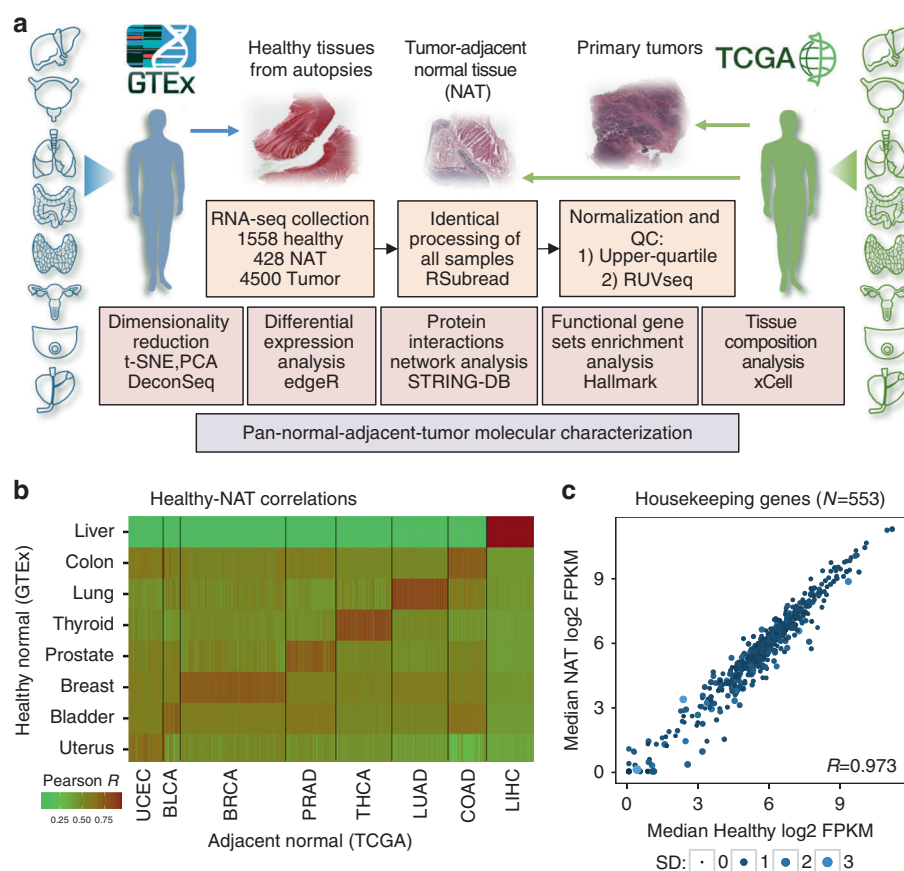 a
GTEx
Healthy tissues
from autopsies
Tumor-adjacent
normal tissue
(NAT)
Primary tumors
TCGA
RNA-seq collection
1558 healthy
428 NAT
4500 Tumor
Identical
processing of
all samples
RSubread
Normalization and
QC:
1) Upper-quartile
2) RUVseq
Dimensionality
reduction
t-SNE,PCA
DeconSeq
Differential
expression
analysis
edgeR
Protein
interactions
network analysis
STRING-DB
Functional gene
sets enrichment
analysis
Hallmark
Tissue
composition
analysis
xCell
Pan-normal-adjacent-tumor molecular characterization
b
Healthy-NAT correlations
Healthy normal (GTEx)
Liver
Colon
Lung
Thyroid
Prostate
Breast
Bladder
Uterus
Pearson R
0.25 0.50 0.75
UCEC
BLCA
BRCA
PRAD
THCA
LUAD
COAD
LIHC
Adjacent normal (TCGA)
c
Housekeeping genes (N=553)
Median NAT log2 FPKM
9
6
3
0
R=0.973
0 3 6 9
Median Healthy log2 FPKM
SD: 0 1 2 3